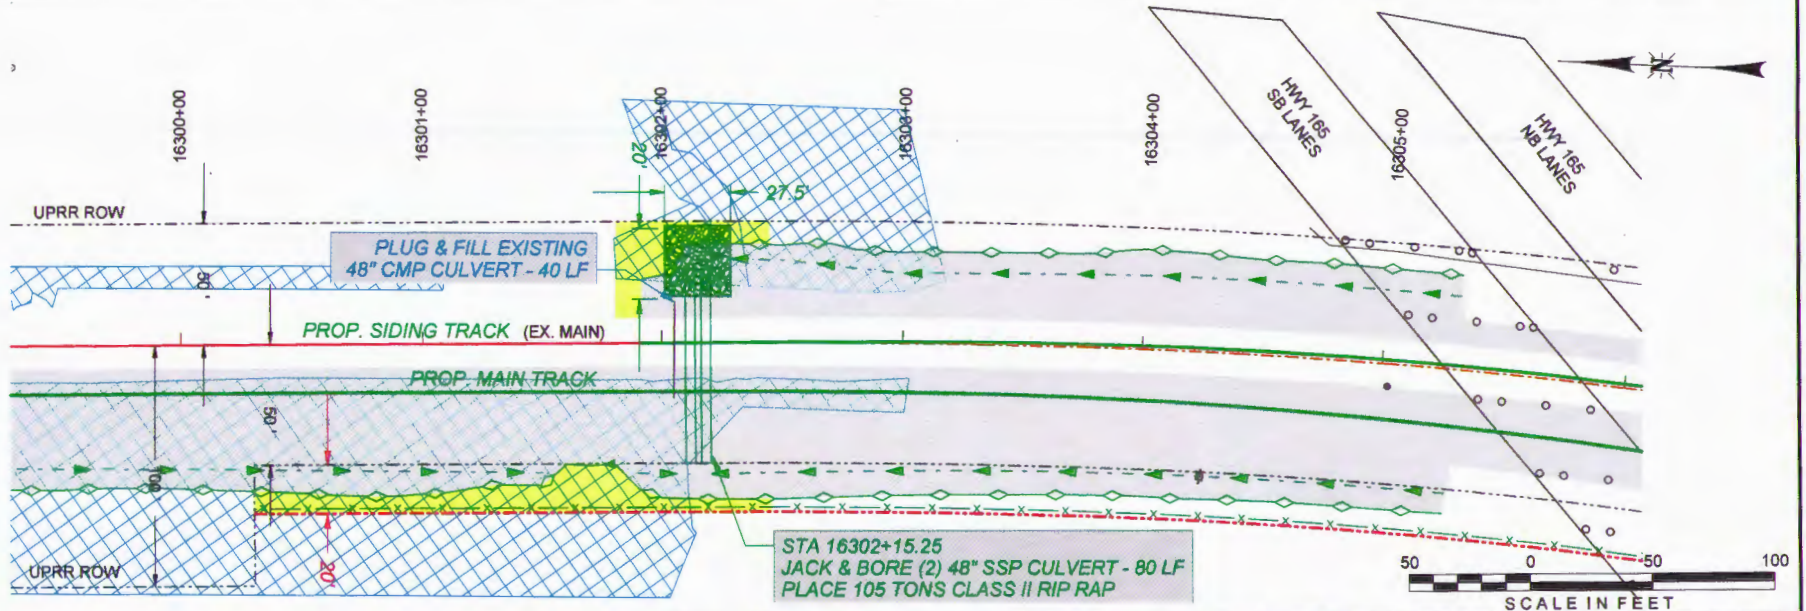 16300+00
16301+00
16302+00
16303+00
16304+00
16305+00
HWY 165
SB LANES
HWY 165
NB LANES
N
UPRR ROW
20'
27.5'
PLUG & FILL EXISTING
48" CMP CULVERT - 40 LF
50'
PROP. SIDING TRACK (EX. MAIN)
PROP. MAIN TRACK
50'
100'
20'
UPRR ROW
STA 16302+15.25
JACK & BORE (2) 48" SSP CULVERT - 80 LF
PLACE 105 TONS CLASS II RIP RAP
50 0 50 100
SCALE IN FEET